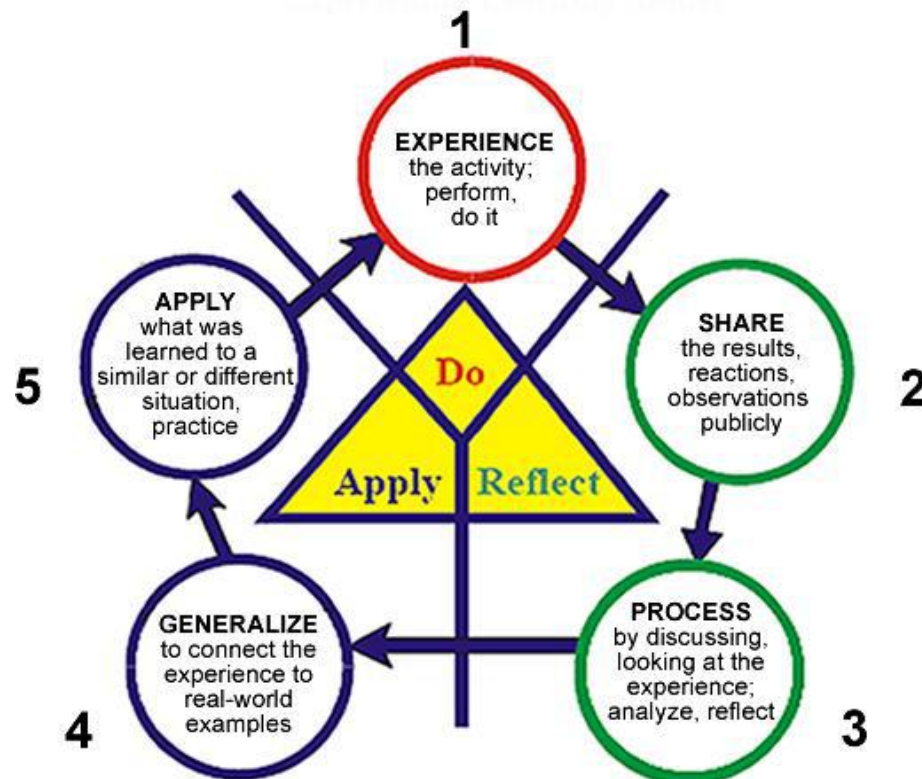 1
EXPERIENCE
the activity;
perform,
do it
SHARE
the results,
reactions,
observations
publicly
2
PROCESS
by discussing,
looking at the
experience;
analyze, reflect
3
GENERALIZE
to connect the
experience to
real-world
examples
4
APPLY
what was
learned to a
similar or different
situation,
practice
5
Do
Apply
Reflect